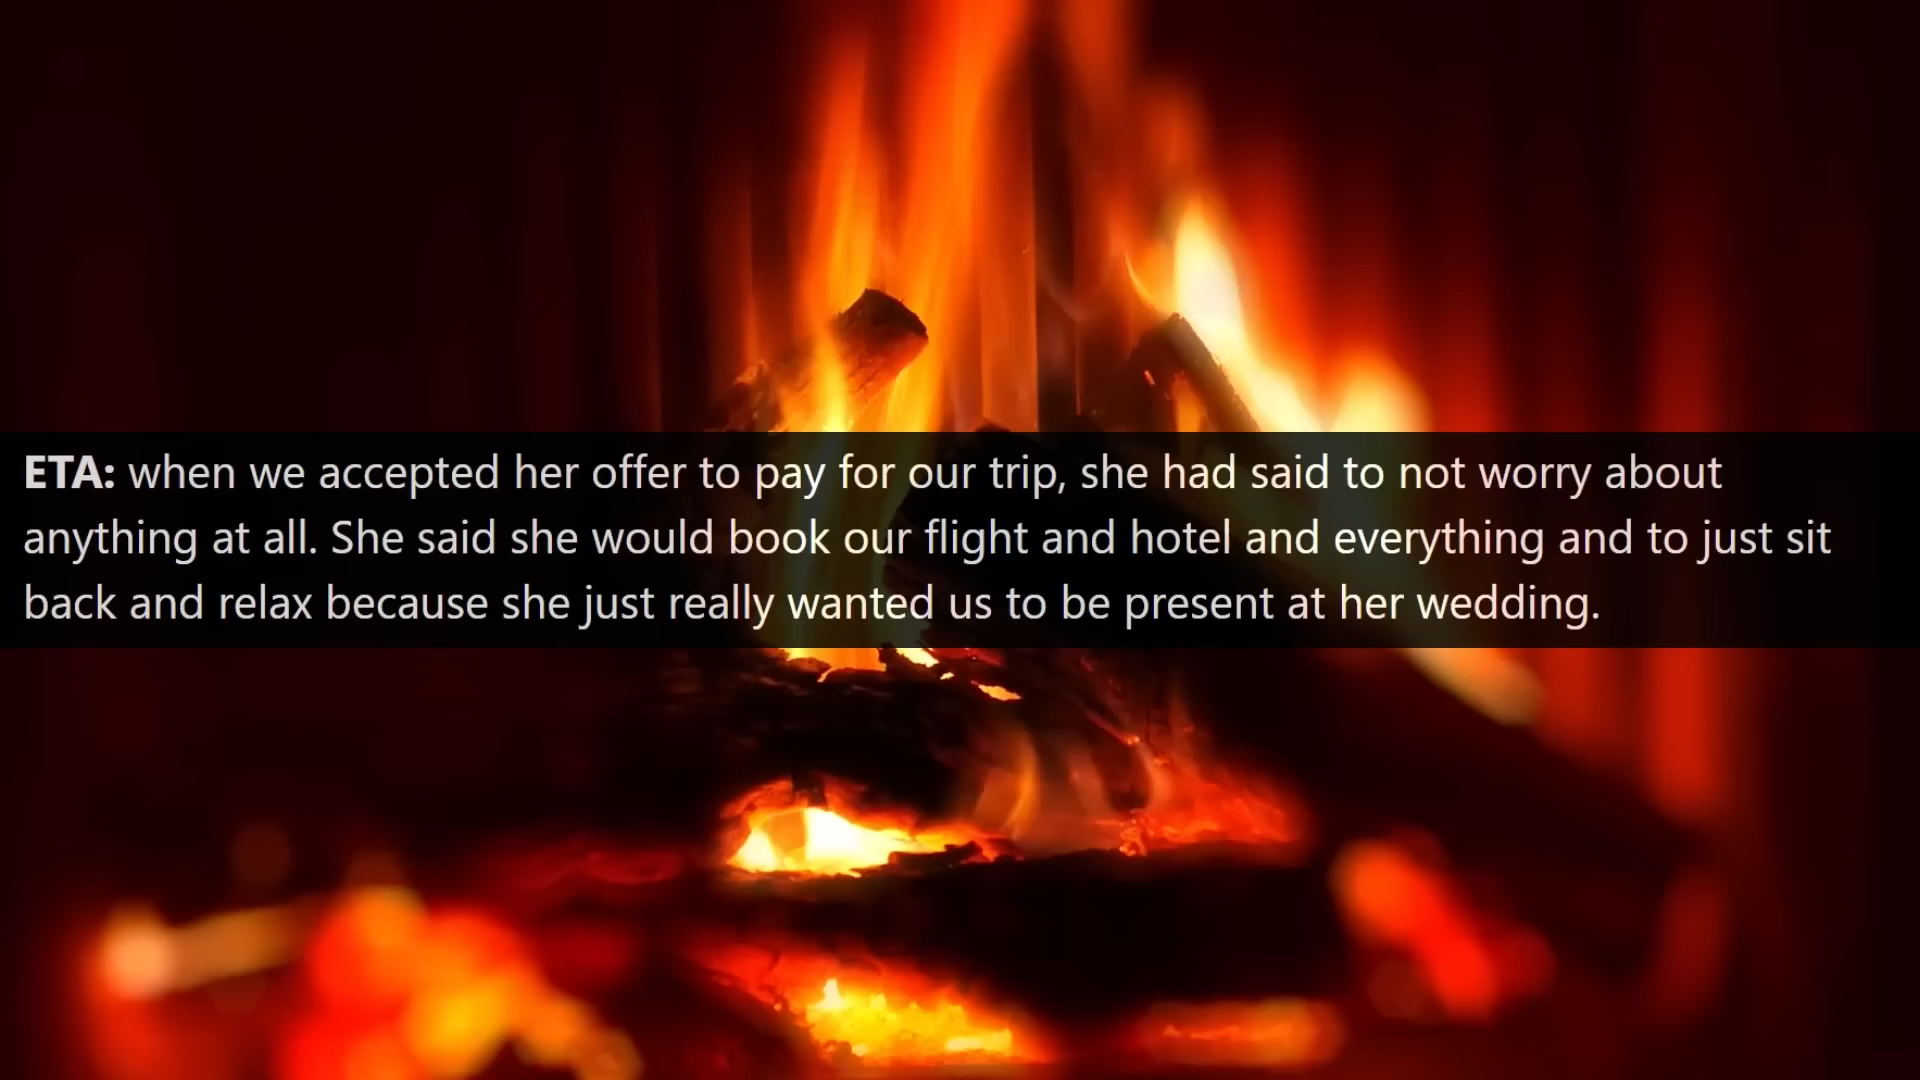 ETA: when we accepted her offer to pay for our trip, she had said to not worry about
anything at all. She said she would book our flight and hotel and everything and to just sit
back and relax because she just really wanted us to be present at her wedding.